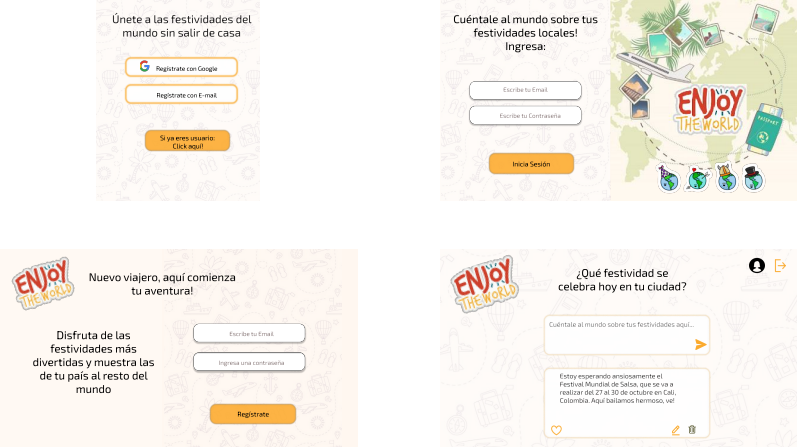 Únete a las festividades del
mundo sin salir de casa
Regístrate con Google
Regístrate con E-mail
Si ya eres usuario:
Click aquí!
Cuéntale al mundo sobre tus
festividades locales!
Ingresa:
Escribe tu Email
Escribe tu Contraseña
Inicia Sesión
ENJOY
THE WORLD
PASSPORT
ENJOY
THE WORLD
Nuevo viajero, aquí comienza
tu aventura!
Disfruta de las
festividades más
divertidas y muestra las
de tu país al resto del
mundo
Escribe tu Email
Ingresa una contraseña
Regístrate
ENJOY
THE WORLD
¿Qué festividad se
celebra hoy en tu ciudad?
Cuéntale al mundo sobre tus festividades aquí...
Estoy esperando ansiosamente el
Festival Mundial de Salsa, que se va a
realizar del 27 al 30 de octubre en Cali,
Colombia. Aquí bailamos hermoso, ve!